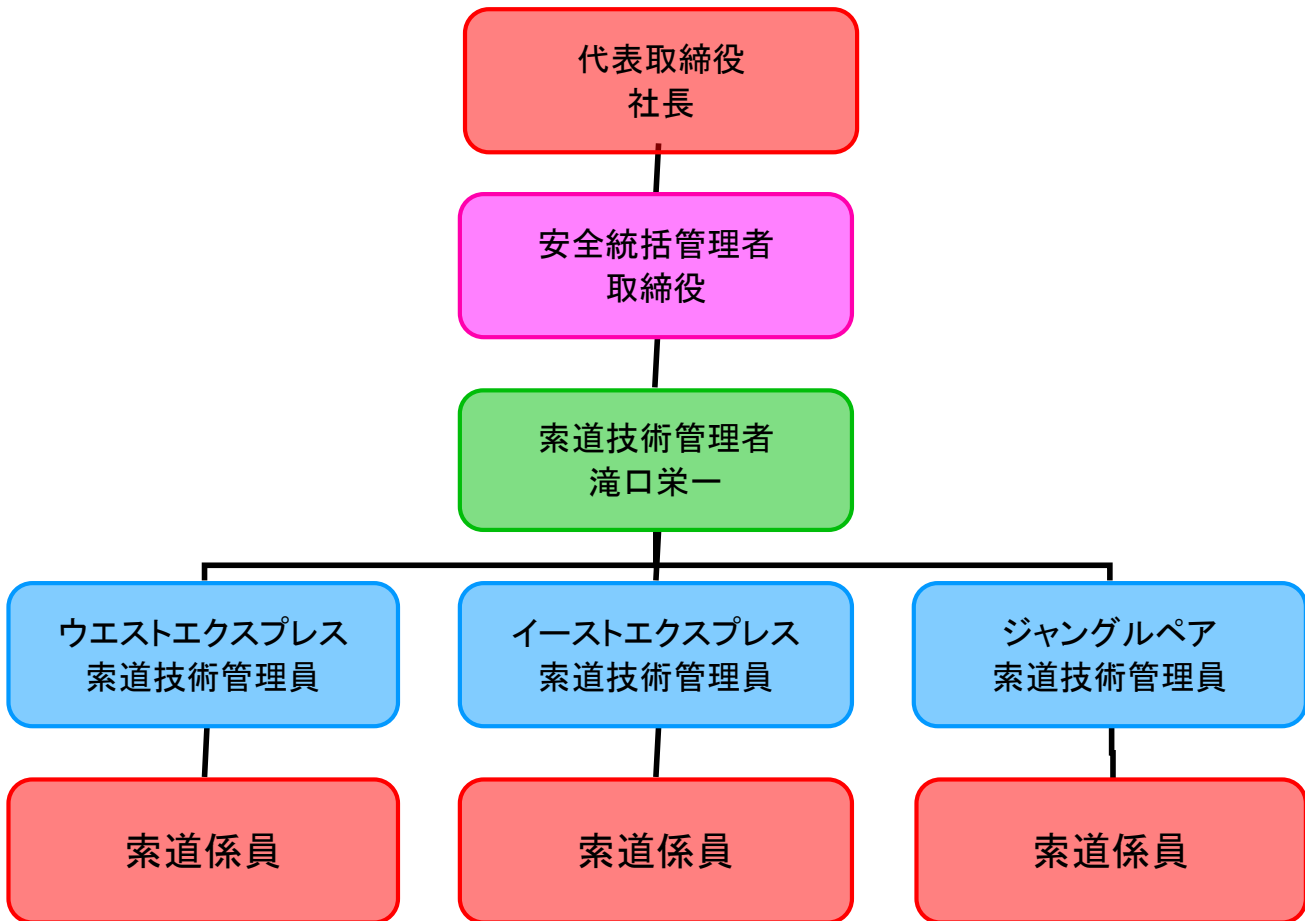 代表取締役
社長
安全統括管理者
取締役
索道技術管理者
滝口栄一
ウエストエクスプレス
索道技術管理員
イーストエクスプレス
索道技術管理員
ジャングルペア
索道技術管理員
索道係員
索道係員
索道係員